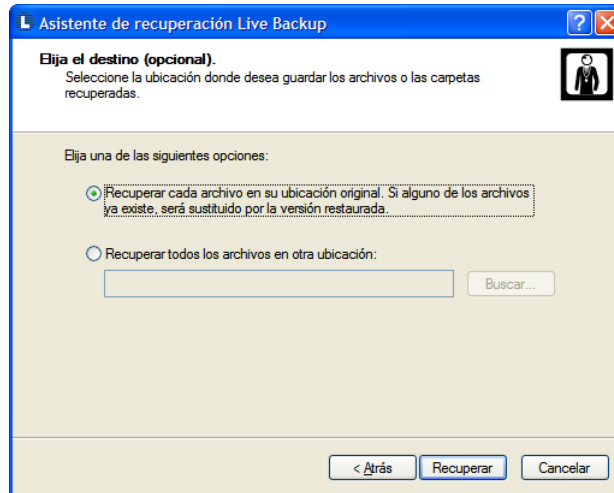 Asistente de recuperación Live Backup
Elija el destino (opcional).
Seleccione la ubicación donde desea guardar los archivos o las carpetas
recuperadas.
Elija una de las siguientes opciones:
Recuperar cada archivo en su ubicación original. Si alguno de los archivos
ya existe, será sustituido por la versión restaurada.
Recuperar todos los archivos en otra ubicación:
Buscar...
< Atrás Recuperar Cancelar